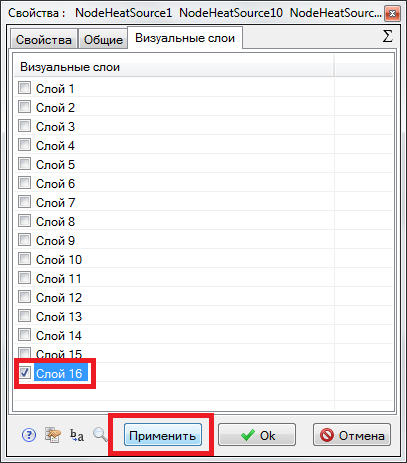 Свойства : NodeHeatSource1 NodeHeatSource10 NodeHeatSourc...
Свойства Общие Визуальные слои Σ
Визуальные слои
Слой 1
Слой 2
Слой 3
Слой 4
Слой 5
Слой 6
Слой 7
Слой 8
Слой 9
Слой 10
Слой 11
Слой 12
Слой 13
Слой 14
Слой 15
Слой 16
Применить Ok Отмена